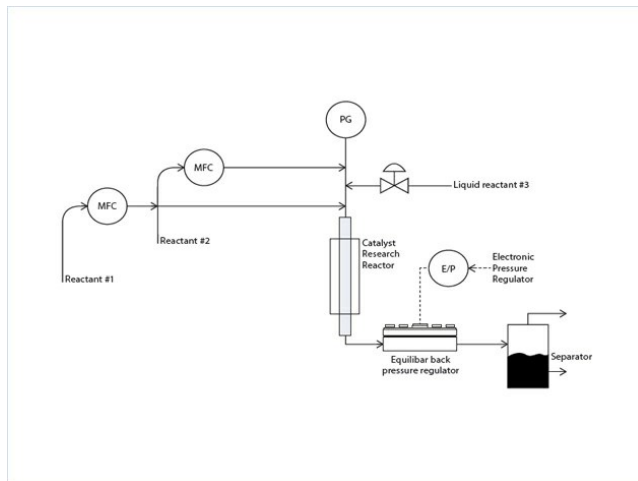 PG
MFC
Liquid reactant #3
MFC
Reactant #2
Catalyst
Research
Reactor
Electronic
Pressure
Regulator
E/P
Reactant #1
Equilibar back
pressure regulator
Separator